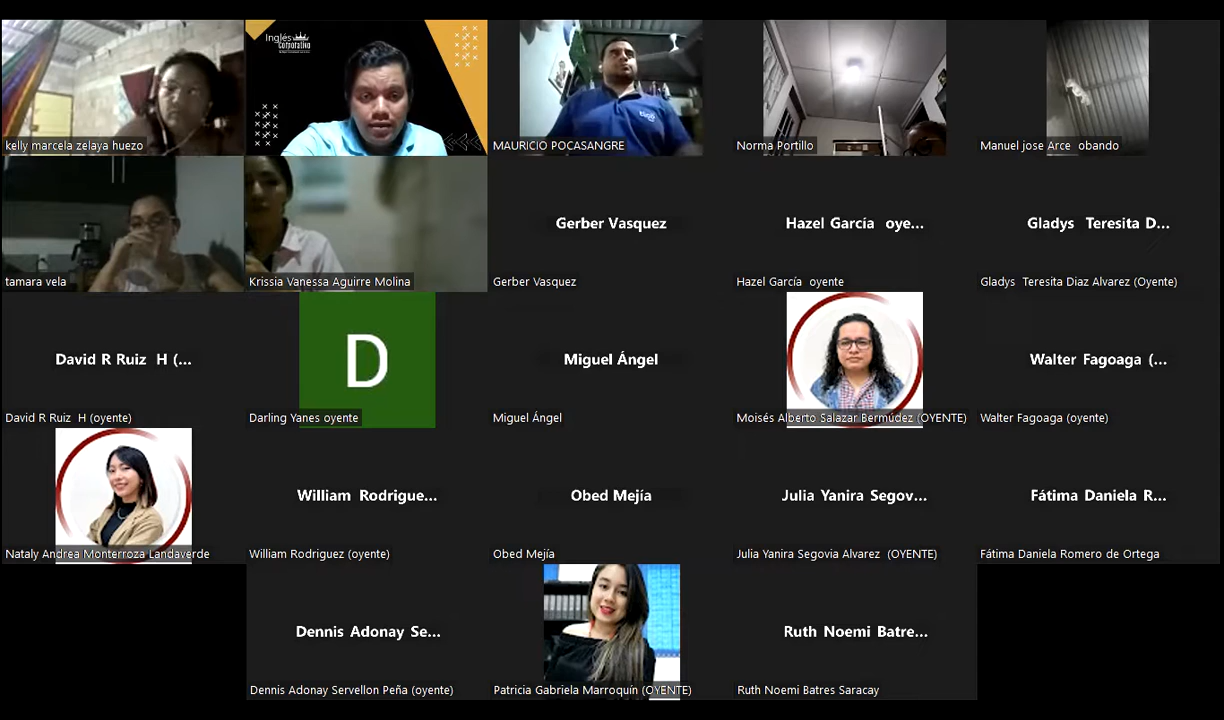 Inglés
Corporativo
kelly marcela zelaya huezo
MAURICIO POCASANGRE
tigo
Norma Portillo
Manuel jose Arce obando
tamara vela
Krissia Vanessa Aguirre Molina
Gerber Vasquez
Gerber Vasquez
Hazel García oye...
Hazel García oyente
Gladys Teresita D...
Gladys Teresita Diaz Alvarez (Oyente)
David R Ruiz H (...
David R Ruiz H (oyente)
D
Darling Yanes oyente
Miguel Ángel
Miguel Ángel
Moisés Alberto Salazar Bermúdez (OYENTE)
Walter Fagoaga (...
Walter Fagoaga (oyente)
Nataly Andrea Monterroza Landaverde
William Rodrigue...
William Rodriguez (oyente)
Obed Mejía
Obed Mejía
Julia Yanira Segov...
Julia Yanira Segovia Alvarez (OYENTE)
Fátima Daniela R...
Fátima Daniela Romero de Ortega
Dennis Adonay Se...
Dennis Adonay Servellon Peña (oyente)
Patricia Gabriela Marroquín (OYENTE)
Ruth Noemi Batre...
Ruth Noemi Batres Saracay